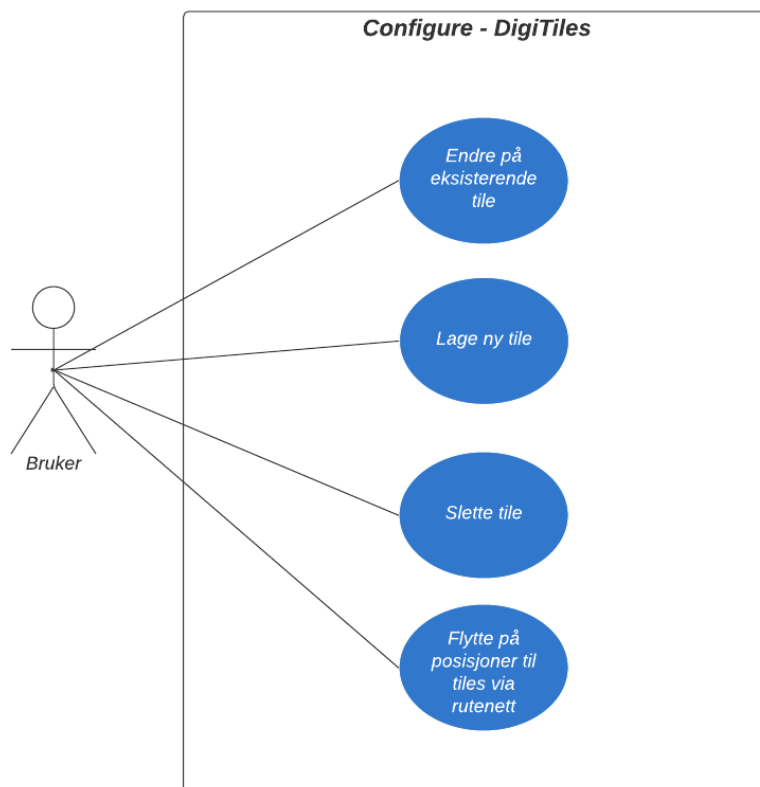 Configure - DigiTiles
Endre på
eksisterende
tile
Lage ny tile
Bruker
Slette tile
Flytte på
posisjoner til
tiles via
rutenett